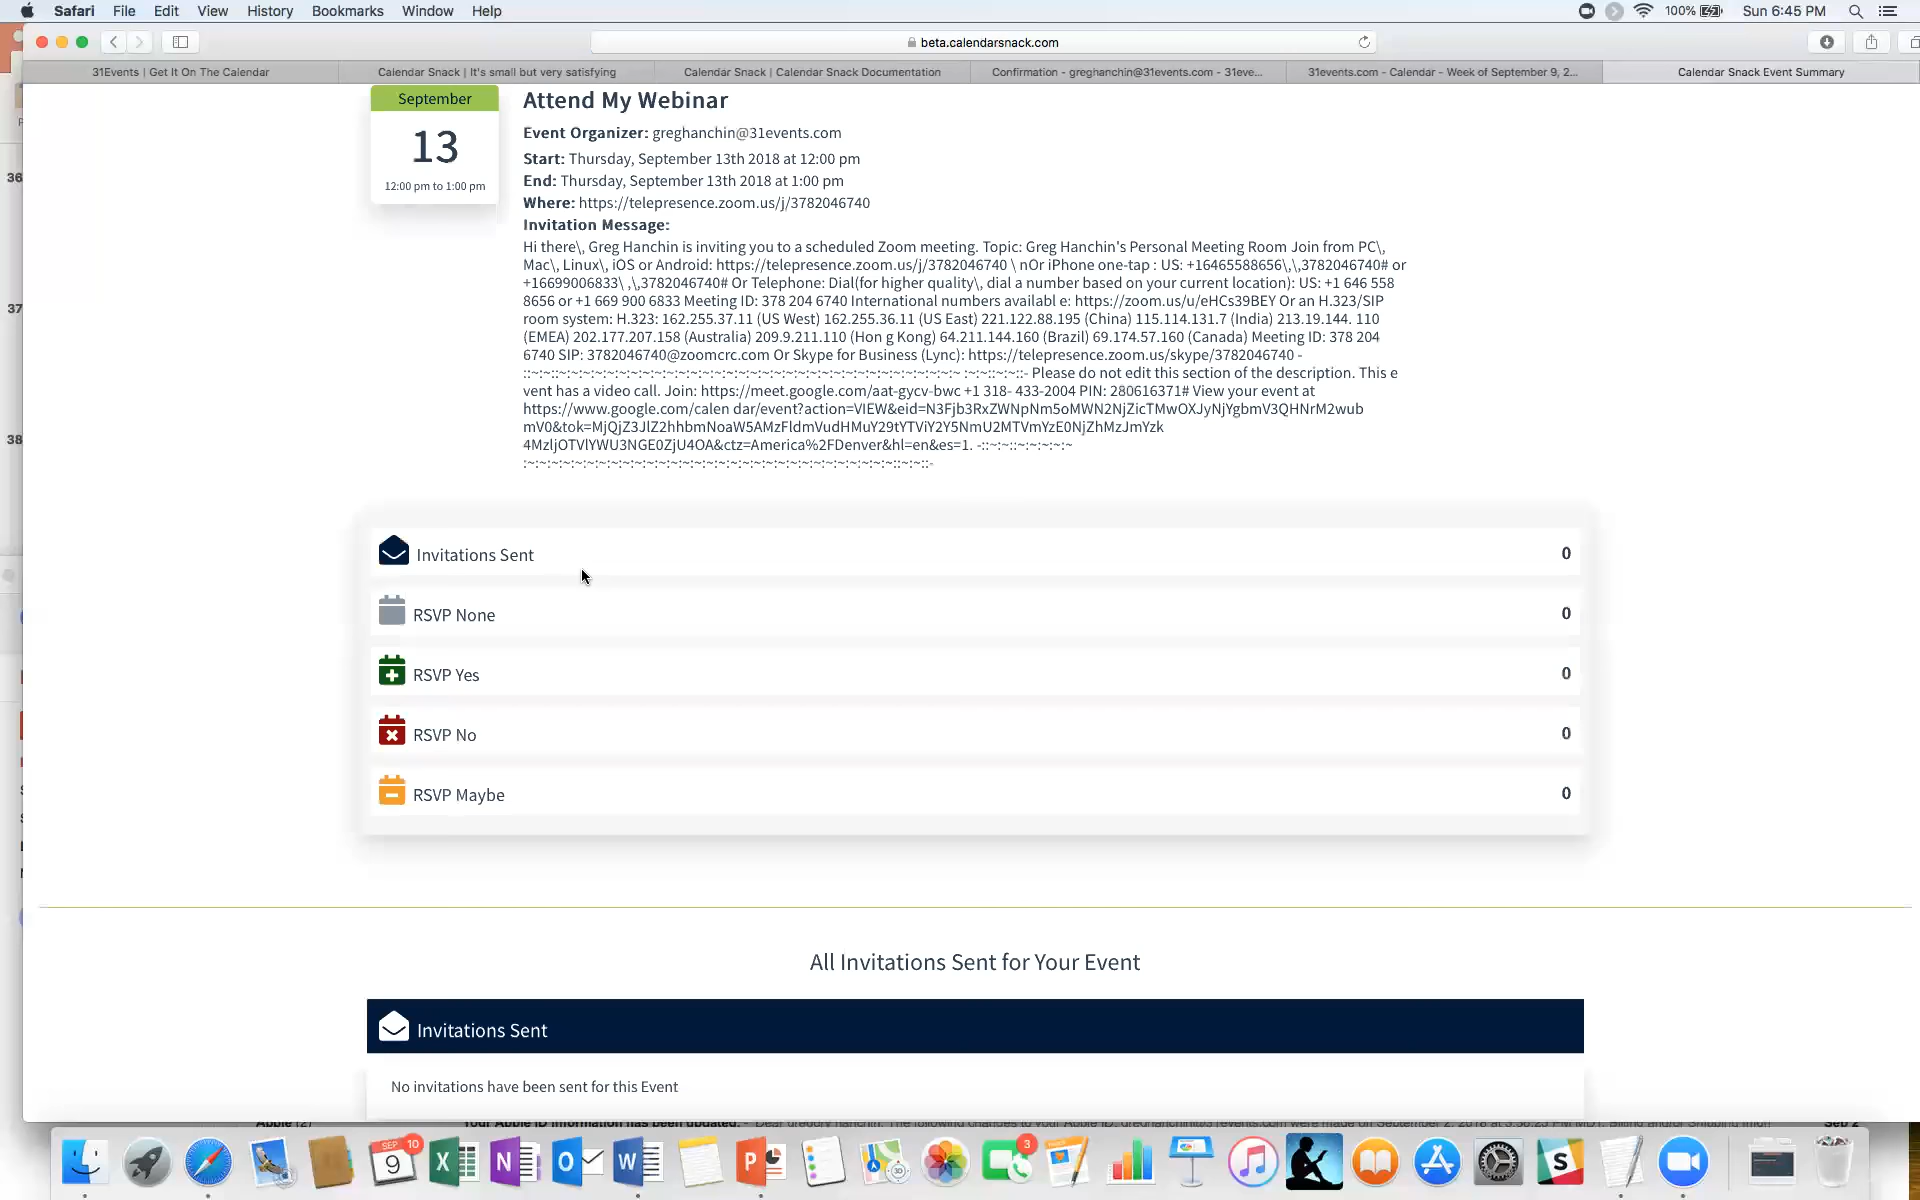 Safari File Edit View History Bookmarks Window Help 100% Sun 6:45 PM
beta.calendarsnack.com
31Events | Get It On The Calendar
Calendar Snack | It's small but very satisfying
Calendar Snack | Calendar Snack Documentation
Confirmation - greghanchin@31events.com - 31eve...
31events.com - Calendar - Week of September 9, 2...
Calendar Snack Event Summary
September
13
12:00 pm to 1:00 pm
Attend My Webinar
Event Organizer: greghanchin@31events.com
Start: Thursday, September 13th 2018 at 12:00 pm
End: Thursday, September 13th 2018 at 1:00 pm
Where: https://telepresence.zoom.us/j/3782046740
Invitation Message:
Hi there\, Greg Hanchin is inviting you to a scheduled Zoom meeting. Topic: Greg Hanchin's Personal Meeting Room Join from PC\,
Mac\, Linux\, iOS or Android: https://telepresence.zoom.us/j/3782046740 \ nOr iPhone one-tap : US: +16465588656\,\,3782046740# or
+16699006833\ ,\,3782046740# Or Telephone: Dial(for higher quality\, dial a number based on your current location): US: +1 646 558
8656 or +1 669 900 6833 Meeting ID: 378 204 6740 International numbers availabl e: https://zoom.us/u/eHCs39BEY Or an H.323/SIP
room system: H.323: 162.255.37.11 (US West) 162.255.36.11 (US East) 221.122.88.195 (China) 115.114.131.7 (India) 213.19.144. 110
(EMEA) 202.177.207.158 (Australia) 209.9.211.110 (Hon g Kong) 64.211.144.160 (Brazil) 69.174.57.160 (Canada) Meeting ID: 378 204
6740 SIP: 3782046740@zoomcrc.com Or Skype for Business (Lync): https://telepresence.zoom.us/skype/3782046740 -
::~:~::~:~:~:~:~:~:~:~:~:~:~:~:~:~:~:~:~:~:~:~:~:~:~:~:~:~:~:~:~:~:~:~:~ :~:~::~:~::- Please do not edit this section of the description. This e
vent has a video call. Join: https://meet.google.com/aat-gycv-bwc +1 318- 433-2004 PIN: 280616371# View your event at
https://www.google.com/calen dar/event?action=VIEW&eid=N3Fjb3RxZWNpNm5oMWN2NjZicTMwOXJyNjYgbmV3QHNrM2wub
mV0&tok=MjQjZ3JlZ2hhbmNoaW5AMzFldmVudHMuY29tYTViY2Y5NmU2MTVmYzE0NjZhMzJmYzk
4MzljOTVlYWU3NGE0ZjU4OA&ctz=America%2FDenver&hl=en&es=1. -::~:~::~:~:~:~:~
:~:~:~:~:~:~:~:~:~:~:~:~:~:~:~:~:~:~:~:~:~:~:~:~:~:~:~:~:~:~:~::~:~::-
Invitations Sent 0
RSVP None 0
RSVP Yes 0
RSVP No 0
RSVP Maybe 0
All Invitations Sent for Your Event
Invitations Sent
No invitations have been sent for this Event
36
37
38
SEP 10
9
3